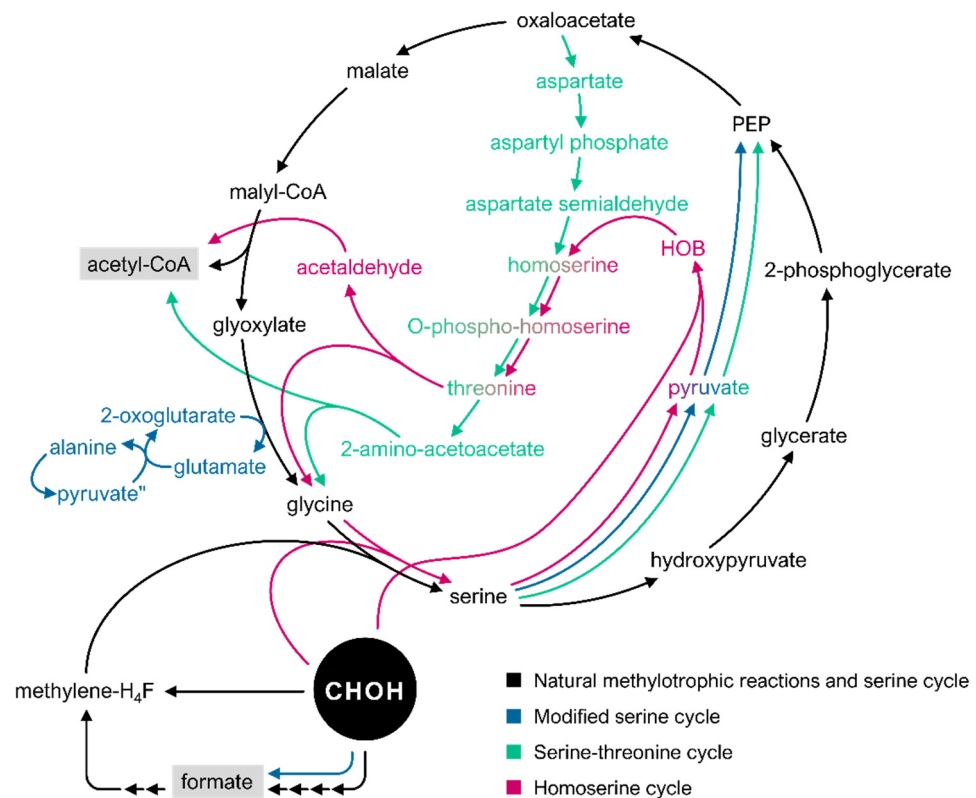 oxaloacetate
malate
aspartate
PEP
aspartyl phosphate
malyl-CoA
aspartate semialdehyde
HOB
acetyl-CoA
acetaldehyde
homoserine
2-phosphoglycerate
glyoxylate
O-phospho-homoserine
threonine
pyruvate
2-oxoglutarate
alanine
2-amino-acetoacetate
glycerate
glutamate
pyruvate"
glycine
hydroxypyruvate
serine
methylene-H₄F
CHOH
formate
Natural methylotrophic reactions and serine cycle
Modified serine cycle
Serine-threonine cycle
Homoserine cycle